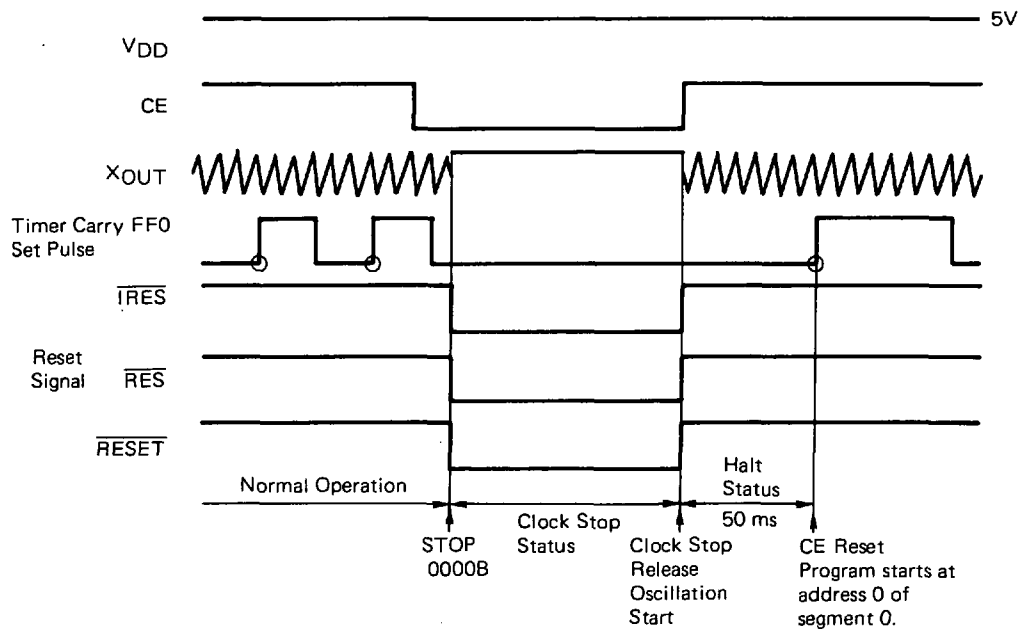 5V
VDD
CE
XOUT
Timer Carry FF0
Set Pulse
IRES
Reset
Signal
RES
RESET
Normal Operation
Clock Stop
Status
Halt
Status
50 ms
STOP
0000B
Clock Stop
Release
Oscillation
Start
CE Reset
Program starts at
address 0 of
segment 0.